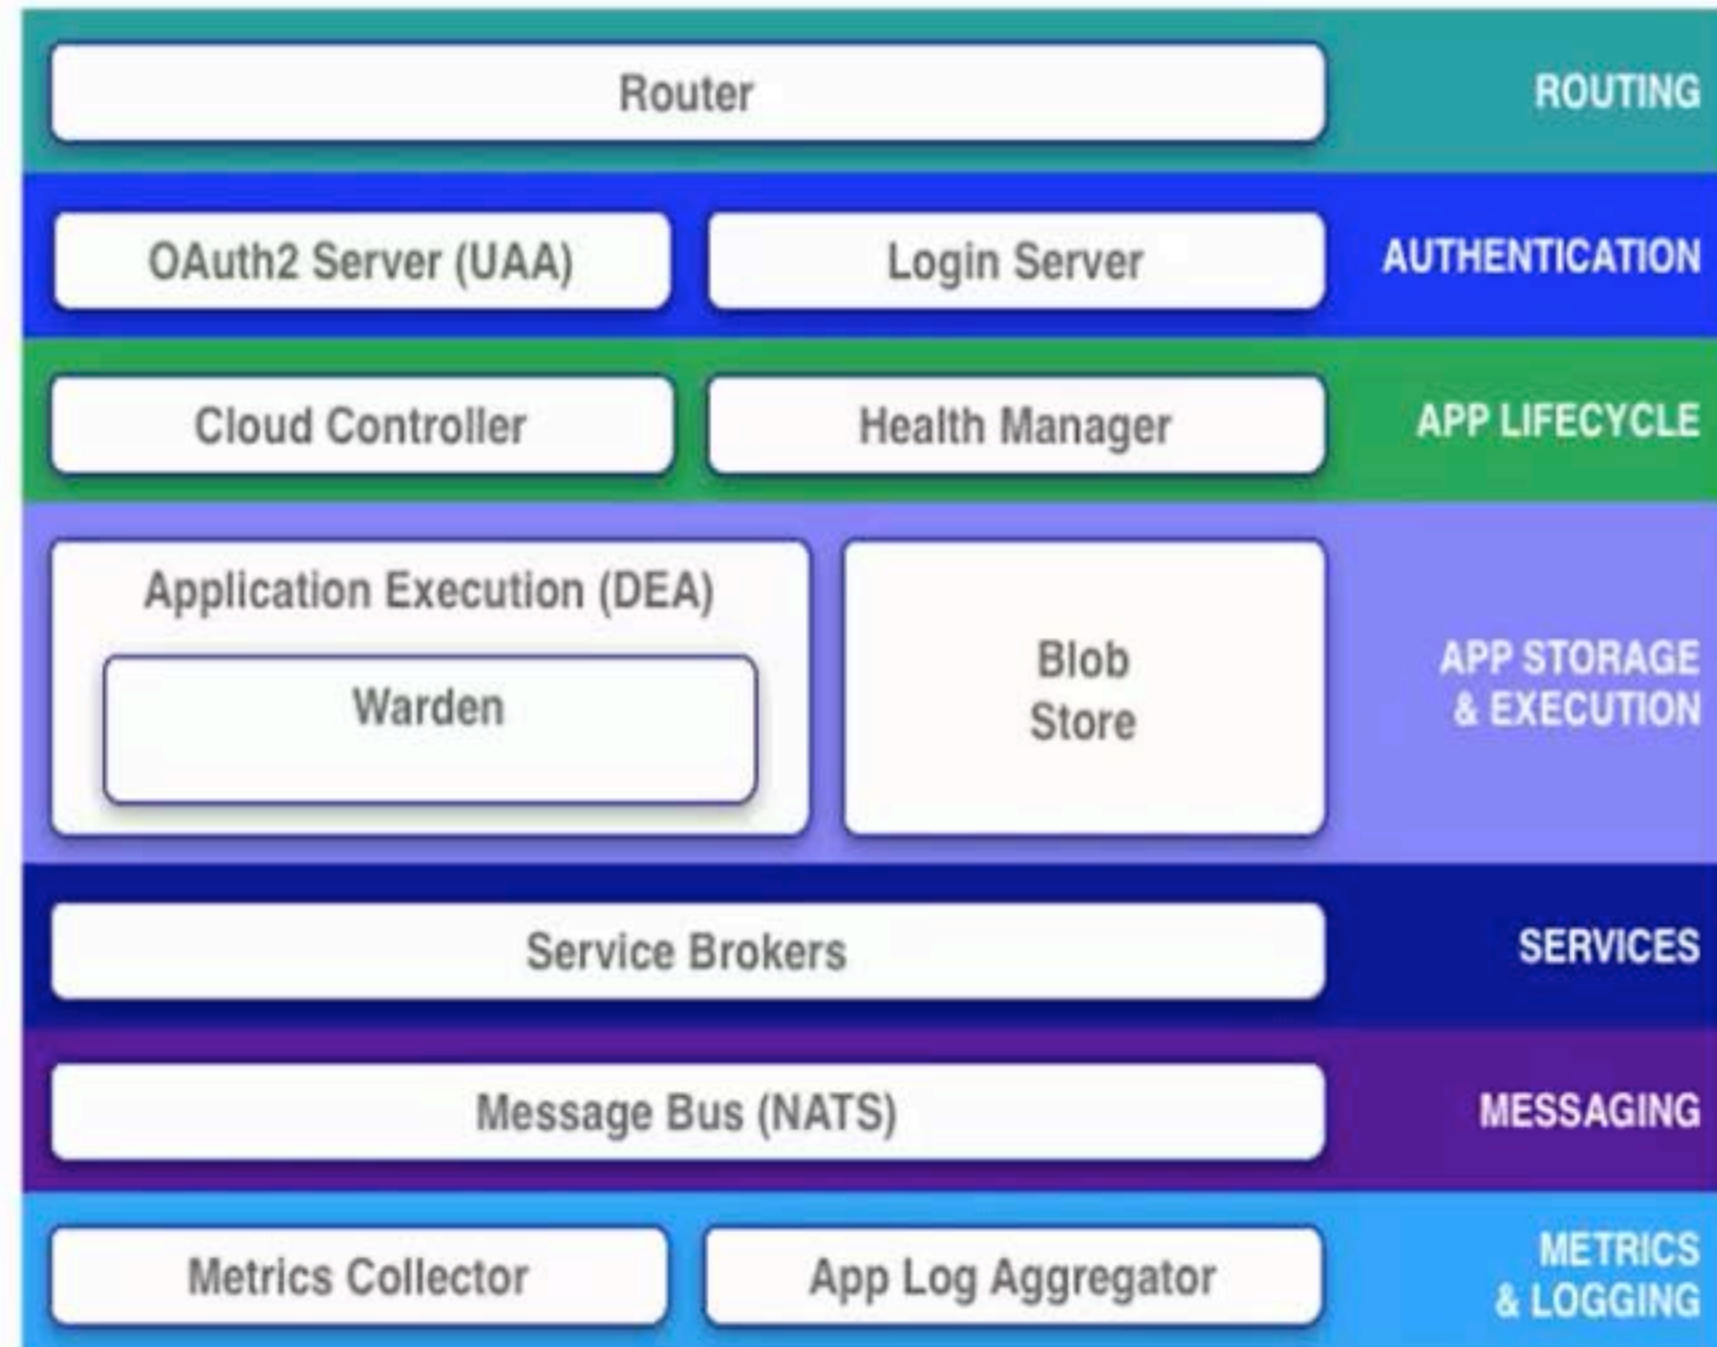 Router
ROUTING
OAuth2 Server (UAA)
Login Server
AUTHENTICATION
Cloud Controller
Health Manager
APP LIFECYCLE
Application Execution (DEA)
Warden
Blob
Store
APP STORAGE
& EXECUTION
Service Brokers
SERVICES
Message Bus (NATS)
MESSAGING
Metrics Collector
App Log Aggregator
METRICS
& LOGGING